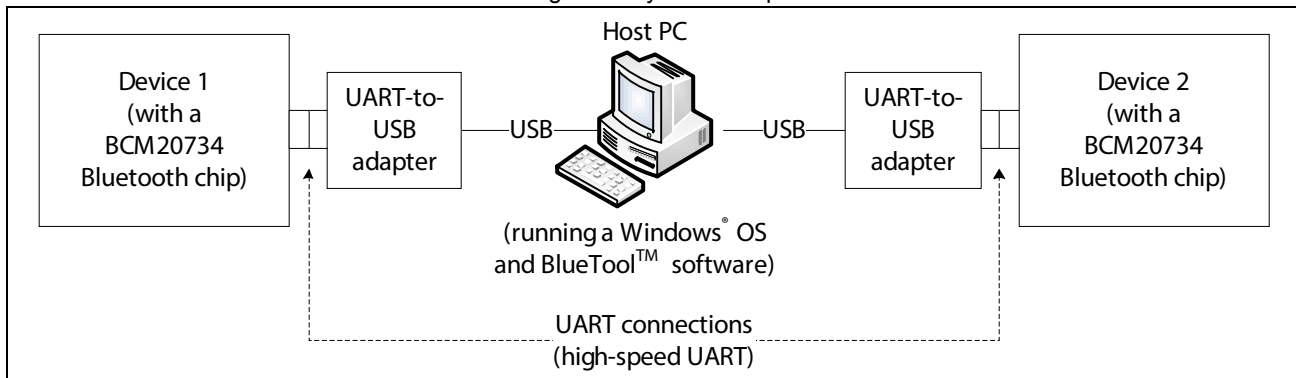 Host PC
Device 1
(with a
BCM20734
Bluetooth chip)
UART-to-
USB
adapter
USB
USB
UART-to-
USB
adapter
Device 2
(with a
BCM20734
Bluetooth chip)
(running a Windows® OS
and BlueTool™ software)
UART connections
(high-speed UART)